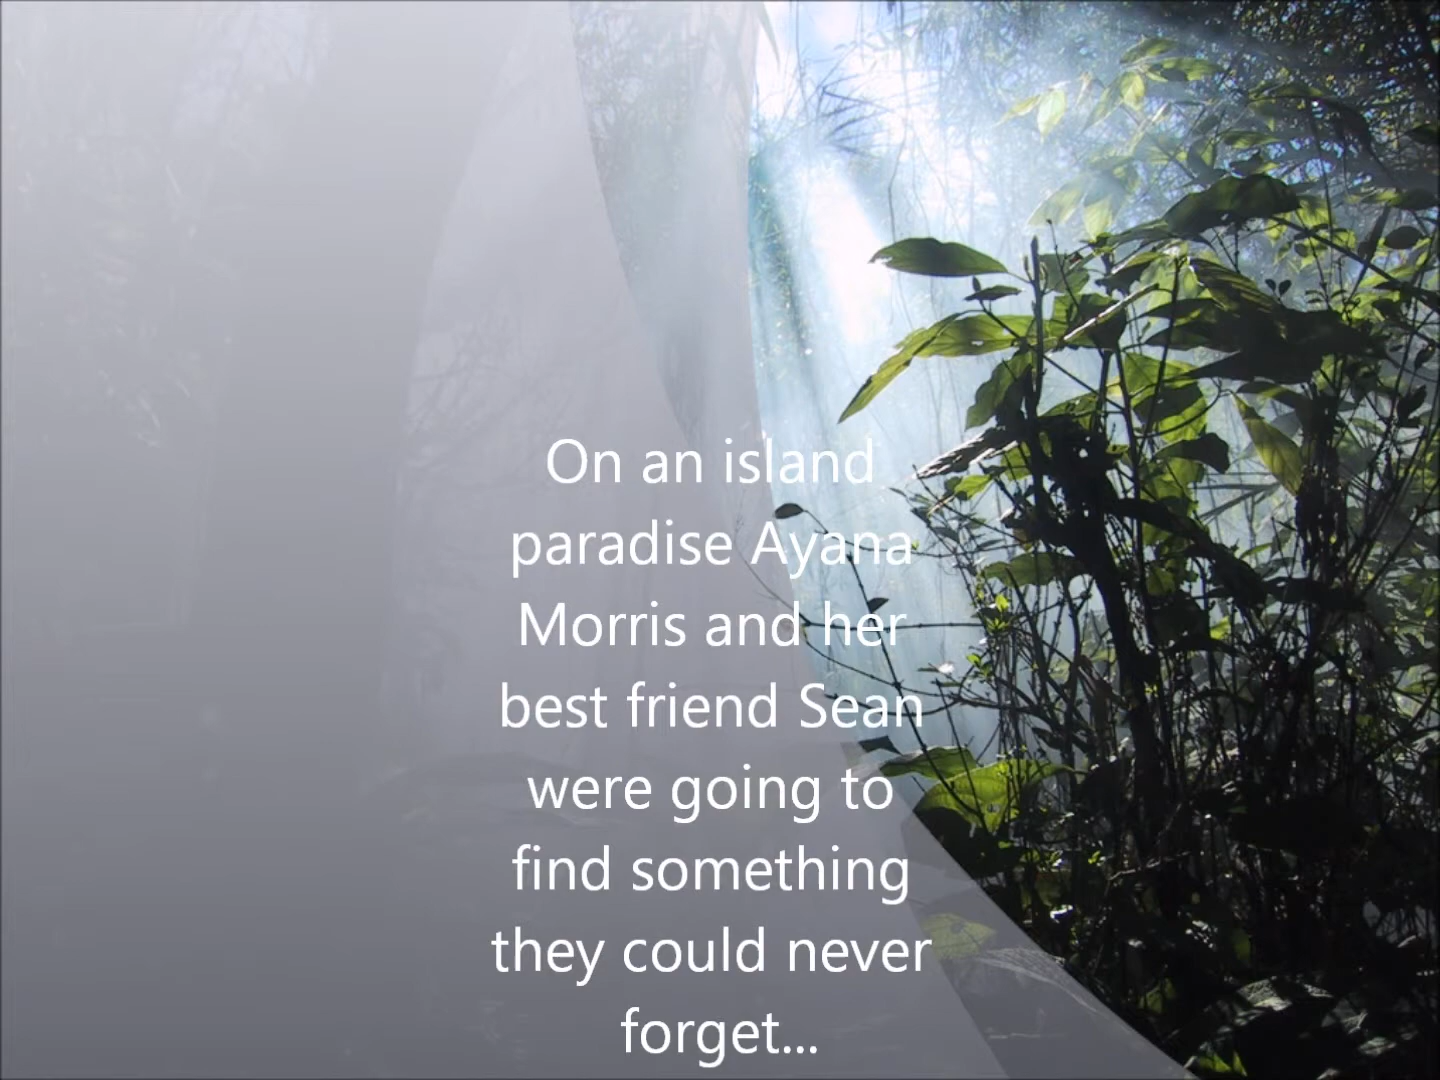 On an island
paradise Ayana
Morris and her
best friend Sean
were going to
find something
they could never
forget...